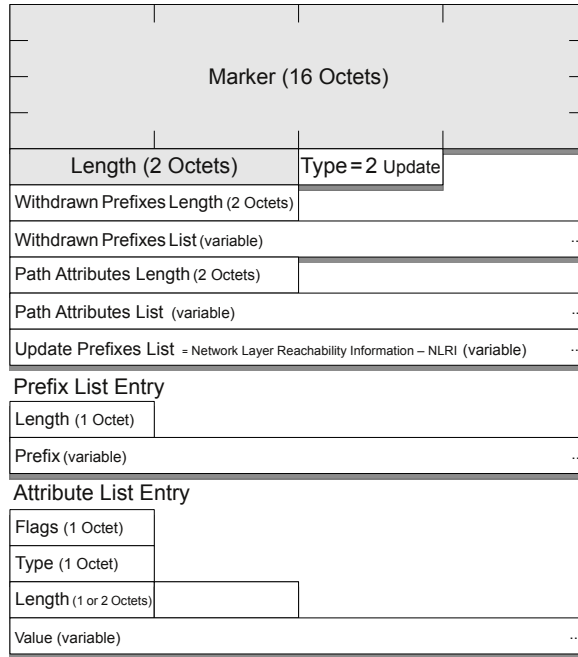 Marker (16 Octets)
Length (2 Octets) Type=2 Update
Withdrawn Prefixes Length (2 Octets)
Withdrawn Prefixes List (variable) ..
Path Attributes Length (2 Octets)
Path Attributes List (variable) ..
Update Prefixes List = Network Layer Reachability Information – NLRI (variable) ..
Prefix List Entry
Length (1 Octet)
Prefix (variable) ..
Attribute List Entry
Flags (1 Octet)
Type (1 Octet)
Length (1 or 2 Octets)
Value (variable) ..